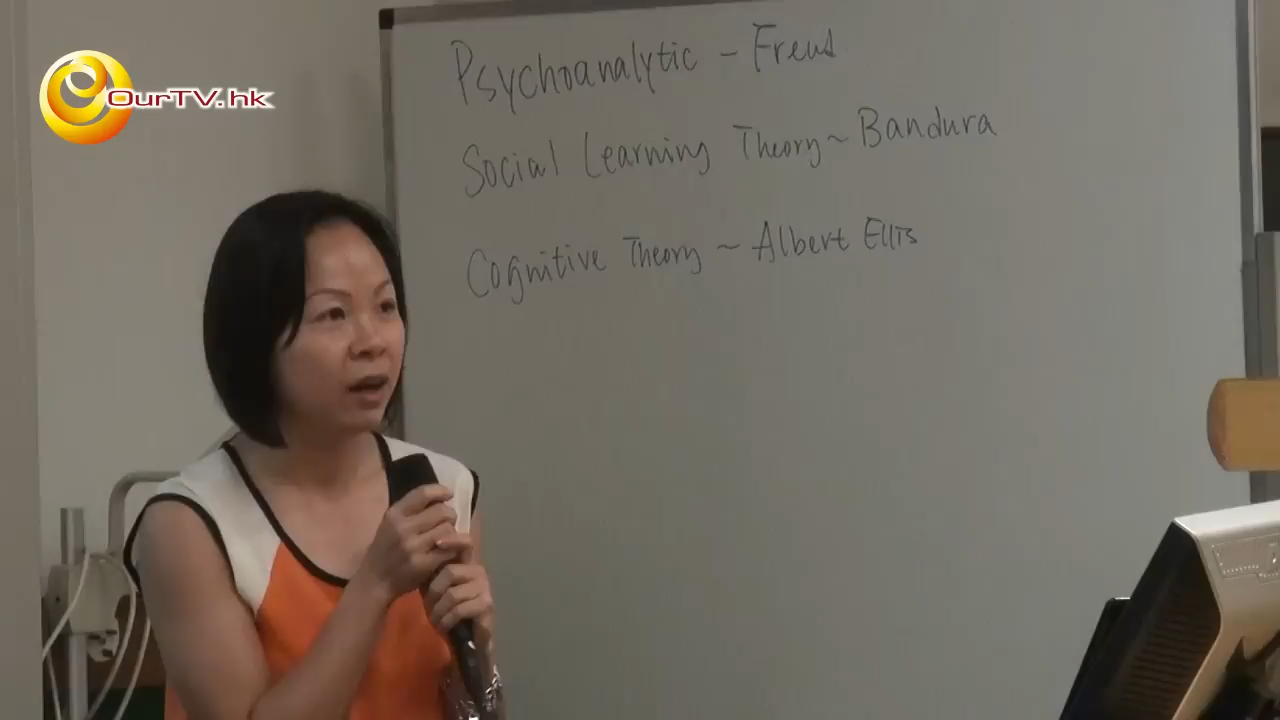 OurTV.hk
Psychoanalytic - Freud
Social Learning Theory ~ Bandura
Cognitive Theory ~ Albert Ellis